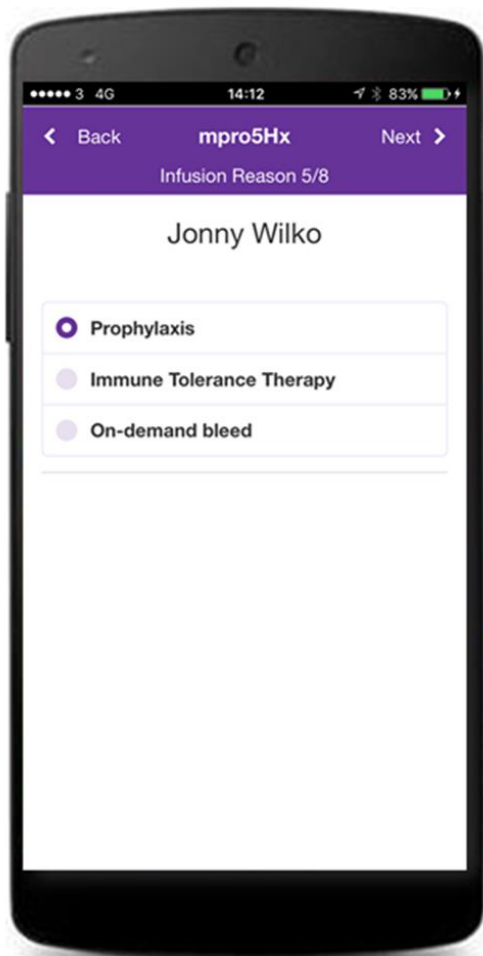 3 4G 14:12 83%
Back mpro5Hx Next
Infusion Reason 5/8
Jonny Wilko
Prophylaxis
Immune Tolerance Therapy
On-demand bleed